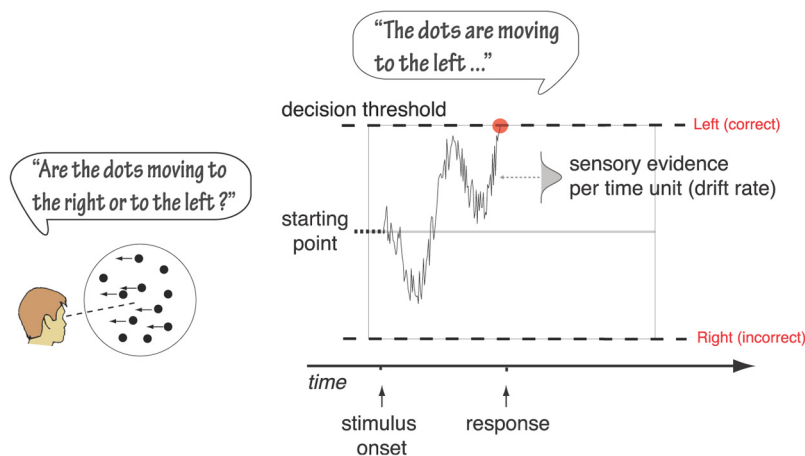 “The dots are moving
to the left ...”
decision threshold
Left (correct)
“Are the dots moving to
the right or to the left ?”
sensory evidence
per time unit (drift rate)
starting
point
Right (incorrect)
time
stimulus
onset
response